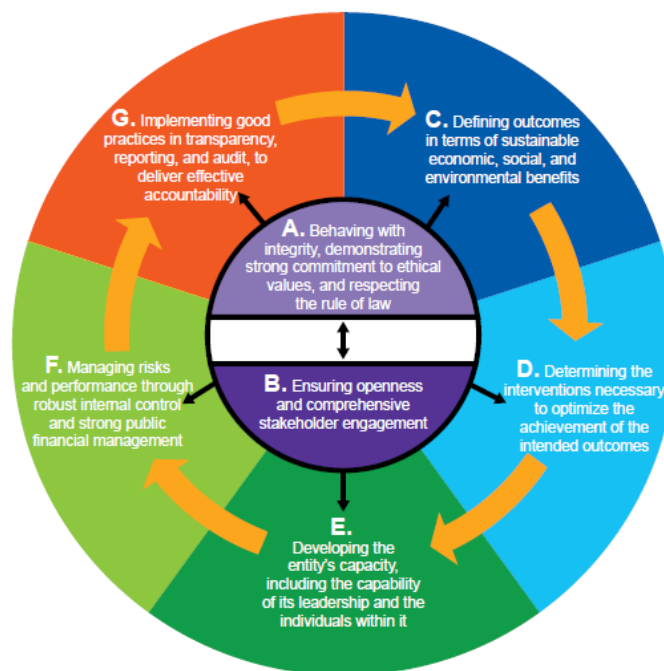 G. Implementing good
practices in transparency,
reporting, and audit, to
deliver effective
accountability
C. Defining outcomes
in terms of sustainable
economic, social, and
environmental benefits
A. Behaving with
integrity, demonstrating
strong commitment to ethical
values, and respecting
the rule of law
B. Ensuring openness
and comprehensive
stakeholder engagement
D. Determining the
interventions necessary
to optimize the
achievement of the
intended outcomes
F. Managing risks
and performance through
robust internal control
and strong public
financial management
E.
Developing the
entity's capacity,
including the capability
of its leadership and the
individuals within it